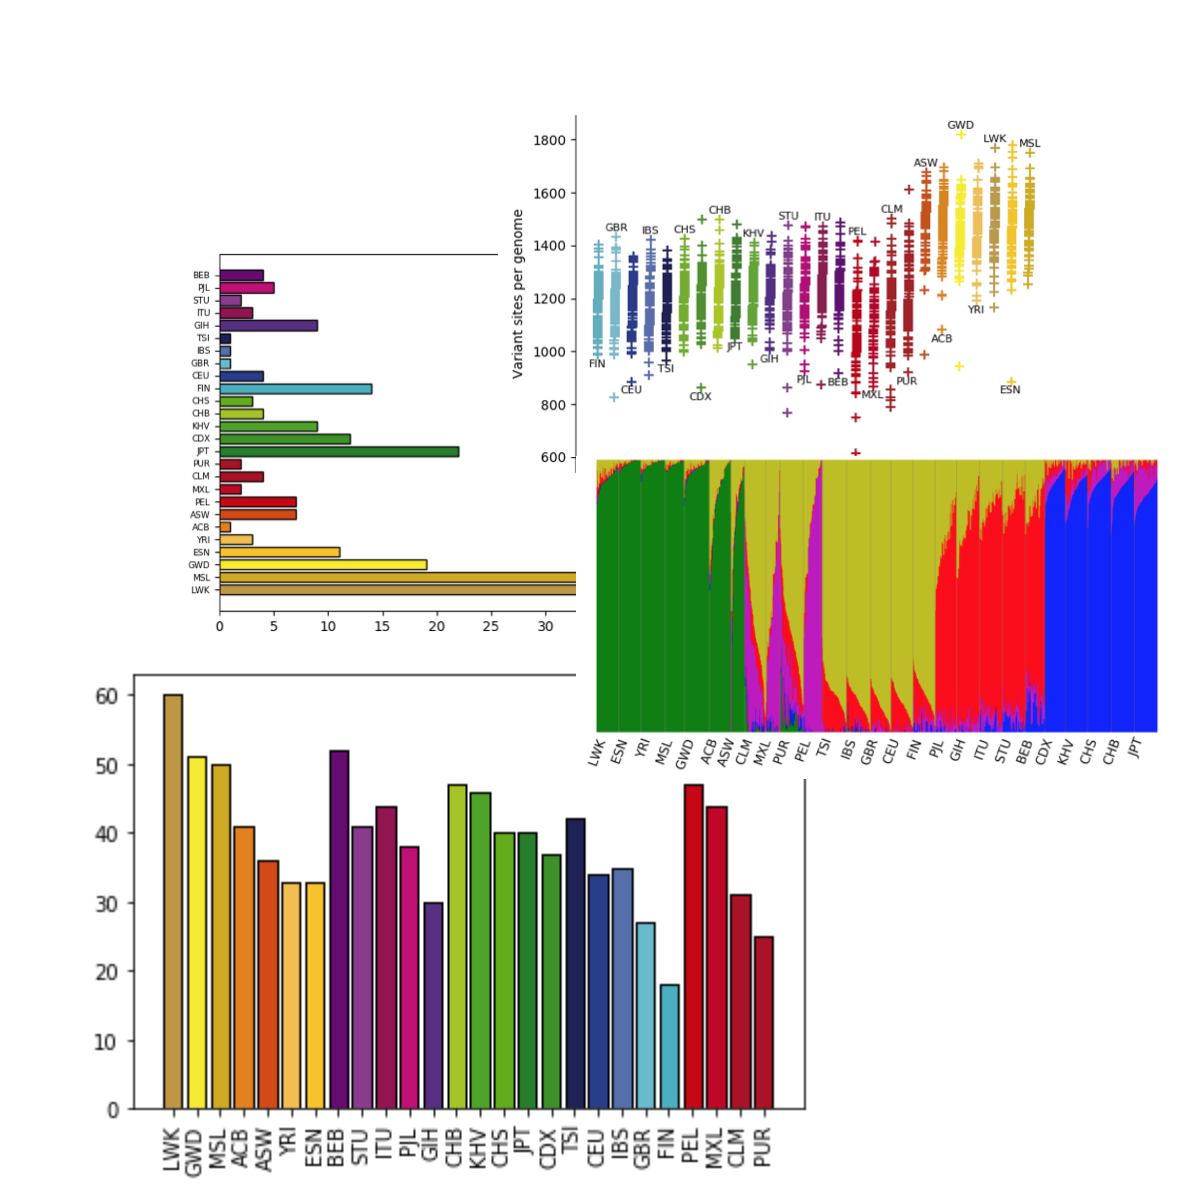 Variant sites per genome
1800
1600
1400
1200
1000
800
600
GWD
LWK
MSL
ASW
CHB
STU
ITU
CLM
GBR
IBS
CHS
KHV
PEL
YRI
ACB
JPT
GIH
FIN
TSI
PJL
BEB
PUR
CEU
CDX
MXL
ESN
BEB
PJL
STU
ITU
GIH
TSI
IBS
GBR
CEU
FIN
CHS
CHB
KHV
CDX
JPT
PUR
CLM
MXL
PEL
ASW
ACB
YRI
ESN
GWD
MSL
LWK
0 5 10 15 20 25 30
LWK ESN YRI MSL GWD ACB ASW CLM MXL PUR PEL TSI IBS GBR CEU FIN PJL GIH ITU STU BEB CDX KHV CHS CHB JPT
60
50
40
30
20
10
0
LWK GWD MSL ACB ASW YRI ESN BEB STU ITU PJL GIH CHB KHV CHS JPT CDX TSI CEU IBS GBR FIN PEL MXL CLM PUR